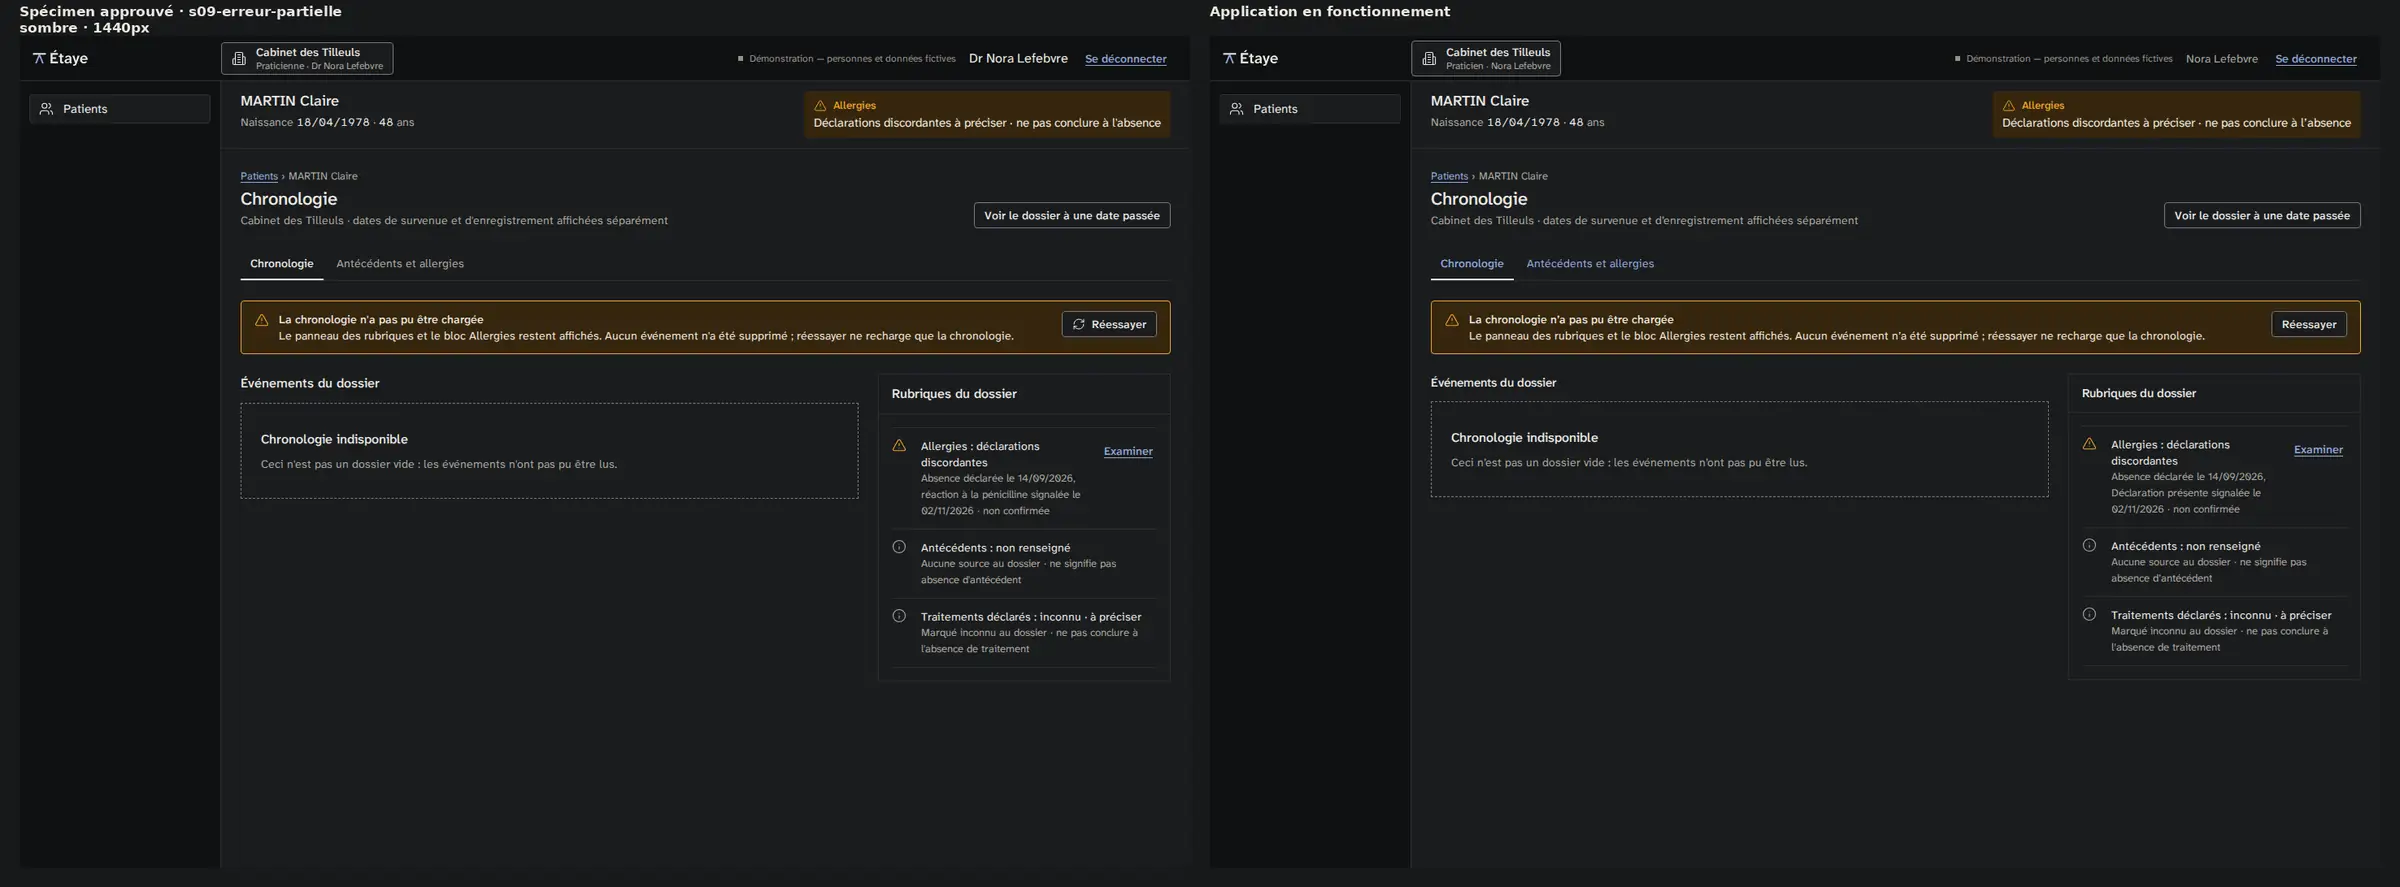 Spécimen approuvé · s09-erreur-partielle
sombre · 1440px
Étaye
Cabinet des Tilleuls
Praticienne · Dr Nora Lefebvre
Démonstration — personnes et données fictives
Dr Nora Lefebvre
Se déconnecter
Patients
MARTIN Claire
Naissance 18/04/1978 · 48 ans
Allergies
Déclarations discordantes à préciser · ne pas conclure à l'absence
Patients › MARTIN Claire
Chronologie
Cabinet des Tilleuls · dates de survenue et d'enregistrement affichées séparément
Voir le dossier à une date passée
Chronologie
Antécédents et allergies
La chronologie n'a pas pu être chargée
Le panneau des rubriques et le bloc Allergies restent affichés. Aucun événement n'a été supprimé ; réessayer ne recharge que la chronologie.
Réessayer
Événements du dossier
Chronologie indisponible
Ceci n'est pas un dossier vide : les événements n'ont pas pu être lus.
Rubriques du dossier
Allergies : déclarations
discordantes
Absence déclarée le 14/09/2026,
réaction à la pénicilline signalée le
02/11/2026 · non confirmée
Examiner
Antécédents : non renseigné
Aucune source au dossier · ne signifie pas
absence d'antécédent
Traitements déclarés : inconnu · à préciser
Marqué inconnu au dossier · ne pas conclure à
l'absence de traitement
Application en fonctionnement
Étaye
Cabinet des Tilleuls
Praticien · Nora Lefebvre
Démonstration — personnes et données fictives
Nora Lefebvre
Se déconnecter
Patients
MARTIN Claire
Naissance 18/04/1978 · 48 ans
Allergies
Déclarations discordantes à préciser · ne pas conclure à l'absence
Patients › MARTIN Claire
Chronologie
Cabinet des Tilleuls · dates de survenue et d'enregistrement affichées séparément
Voir le dossier à une date passée
Chronologie
Antécédents et allergies
La chronologie n'a pas pu être chargée
Le panneau des rubriques et le bloc Allergies restent affichés. Aucun événement n'a été supprimé ; réessayer ne recharge que la chronologie.
Réessayer
Événements du dossier
Chronologie indisponible
Ceci n'est pas un dossier vide : les événements n'ont pas pu être lus.
Rubriques du dossier
Allergies : déclarations
discordantes
Absence déclarée le 14/09/2026,
Déclaration présente signalée le
02/11/2026 · non confirmée
Examiner
Antécédents : non renseigné
Aucune source au dossier · ne signifie pas
absence d'antécédent
Traitements déclarés : inconnu · à préciser
Marqué inconnu au dossier · ne pas conclure à
l'absence de traitement